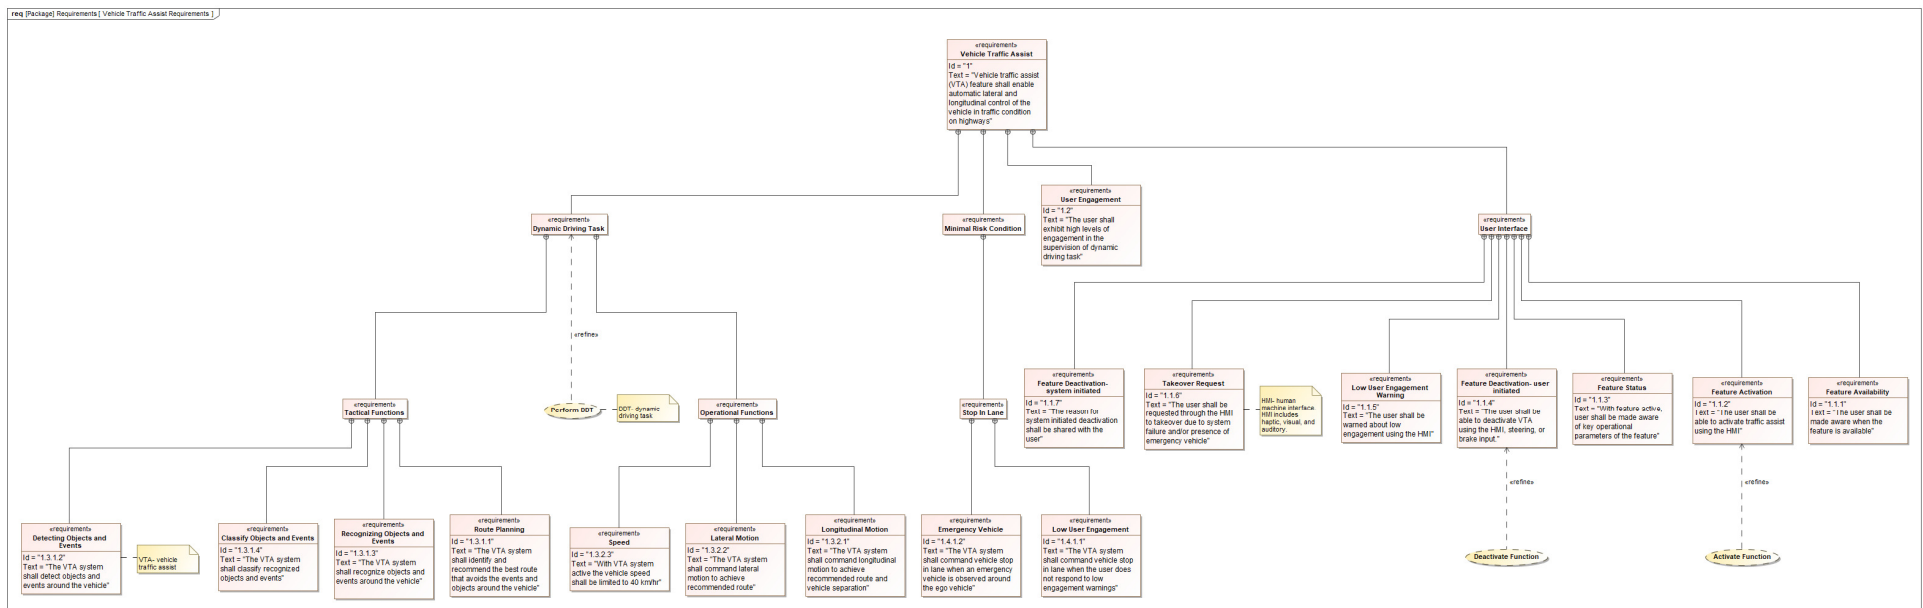 req [Package] Requirements [ Vehicle Traffic Assist Requirements ]
«requirement»
Vehicle Traffic Assist
Id = "1"
Text = "Vehicle traffic assist
(VTA) feature shall enable
automatic lateral and
longitudinal control of the
vehicle in traffic condition
on highways"
«requirement»
Dynamic Driving Task
«requirement»
Minimal Risk Condition
«requirement»
User Engagement
Id = "1.2"
Text = "The user shall
exhibit high levels of
engagement in the
supervision of dynamic
driving task"
«requirement»
User Interface
«refine»
«requirement»
Tactical Functions
Perform DDT
DDT- dynamic
driving task
«requirement»
Operational Functions
«requirement»
Stop In Lane
«requirement»
Feature Deactivation-
system initiated
Id = "1.1.7"
Text = "The reason for
system initiated deactivation
shall be shared with the
user"
«requirement»
Takeover Request
Id = "1.1.6"
Text = "The user shall be
requested through the HMI
to takeover due to system
failure and/or presence of
emergency vehicle"
HMI- human
machine interface.
HMI includes
haptic, visual, and
auditory.
«requirement»
Low User Engagement
Warning
Id = "1.1.5"
Text = "The user shall be
warned about low
engagement using the HMI"
«requirement»
Feature Deactivation- user
initiated
Id = "1.1.4"
Text = "The user shall be
able to deactivate VTA
using the HMI, steering, or
brake input."
«requirement»
Feature Status
Id = "1.1.3"
Text = "With feature active,
user shall be made aware
of key operational
parameters of the feature"
«requirement»
Feature Activation
Id = "1.1.2"
Text = "The user shall be
able to activate traffic assist
using the HMI"
«requirement»
Feature Availability
Id = "1.1.1"
Text = "The user shall be
made aware when the
feature is available"
«requirement»
Detecting Objects and
Events
Id = "1.3.1.2"
Text = "The VTA system
shall detect objects and
events around the vehicle"
VTA- vehicle
traffic assist
«requirement»
Classify Objects and Events
Id = "1.3.1.4"
Text = "The VTA system
shall classify recognized
objects and events"
«requirement»
Recognizing Objects and
Events
Id = "1.3.1.3"
Text = "The VTA system
shall recognize objects and
events around the vehicle"
«requirement»
Route Planning
Id = "1.3.1.1"
Text = "The VTA system
shall identify and
recommend the best route
that avoids the events and
objects around the vehicle"
«requirement»
Speed
Id = "1.3.2.3"
Text = "With VTA system
active the vehicle speed
shall be limited to 40 km/hr"
«requirement»
Lateral Motion
Id = "1.3.2.2"
Text = "The VTA system
shall command lateral
motion to achieve
recommended route"
«requirement»
Longitudinal Motion
Id = "1.3.2.1"
Text = "The VTA system
shall command longitudinal
motion to achieve
recommended route and
vehicle separation"
«requirement»
Emergency Vehicle
Id = "1.4.1.2"
Text = "The VTA system
shall command vehicle stop
in lane when an emergency
vehicle is observed around
the ego vehicle"
«requirement»
Low User Engagement
Id = "1.4.1.1"
Text = "The VTA system
shall command vehicle stop
in lane when the user does
not respond to low
engagement warnings"
«refine»
Deactivate Function
«refine»
Activate Function